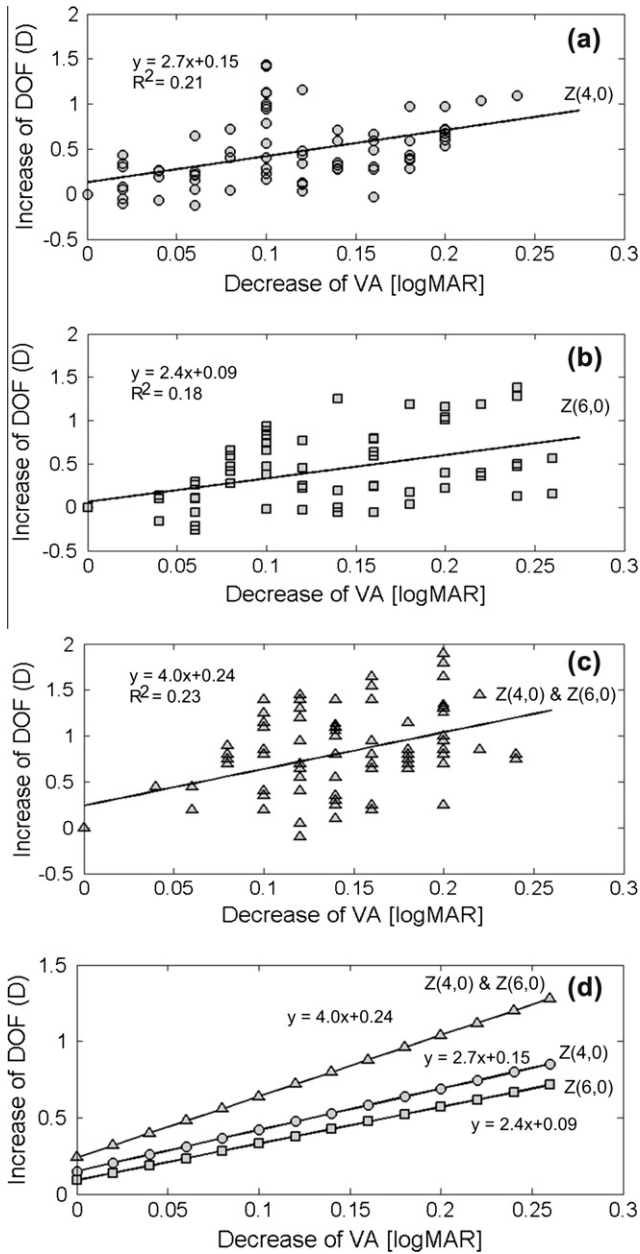 (a)
y = 2.7x+0.15
R² = 0.21
Z(4,0)
Increase of DOF (D)
2
1.5
1
0.5
0
-0.5
0 0.05 0.1 0.15 0.2 0.25 0.3
Decrease of VA [logMAR]
(b)
y = 2.4x+0.09
R² = 0.18
Z(6,0)
Increase of DOF (D)
2
1.5
1
0.5
0
-0.5
0 0.05 0.1 0.15 0.2 0.25 0.3
Decrease of VA [logMAR]
(c)
y = 4.0x+0.24
R² = 0.23
Z(4,0) & Z(6,0)
Increase of DOF (D)
2
1.5
1
0.5
0
-0.5
0 0.05 0.1 0.15 0.2 0.25 0.3
Decrease of VA [logMAR]
(d)
Z(4,0) & Z(6,0)
y = 4.0x+0.24
y = 2.7x+0.15
Z(4,0)
Z(6,0)
y = 2.4x+0.09
Increase of DOF (D)
1.5
1
0.5
0
0 0.05 0.1 0.15 0.2 0.25 0.3
Decrease of VA [logMAR]